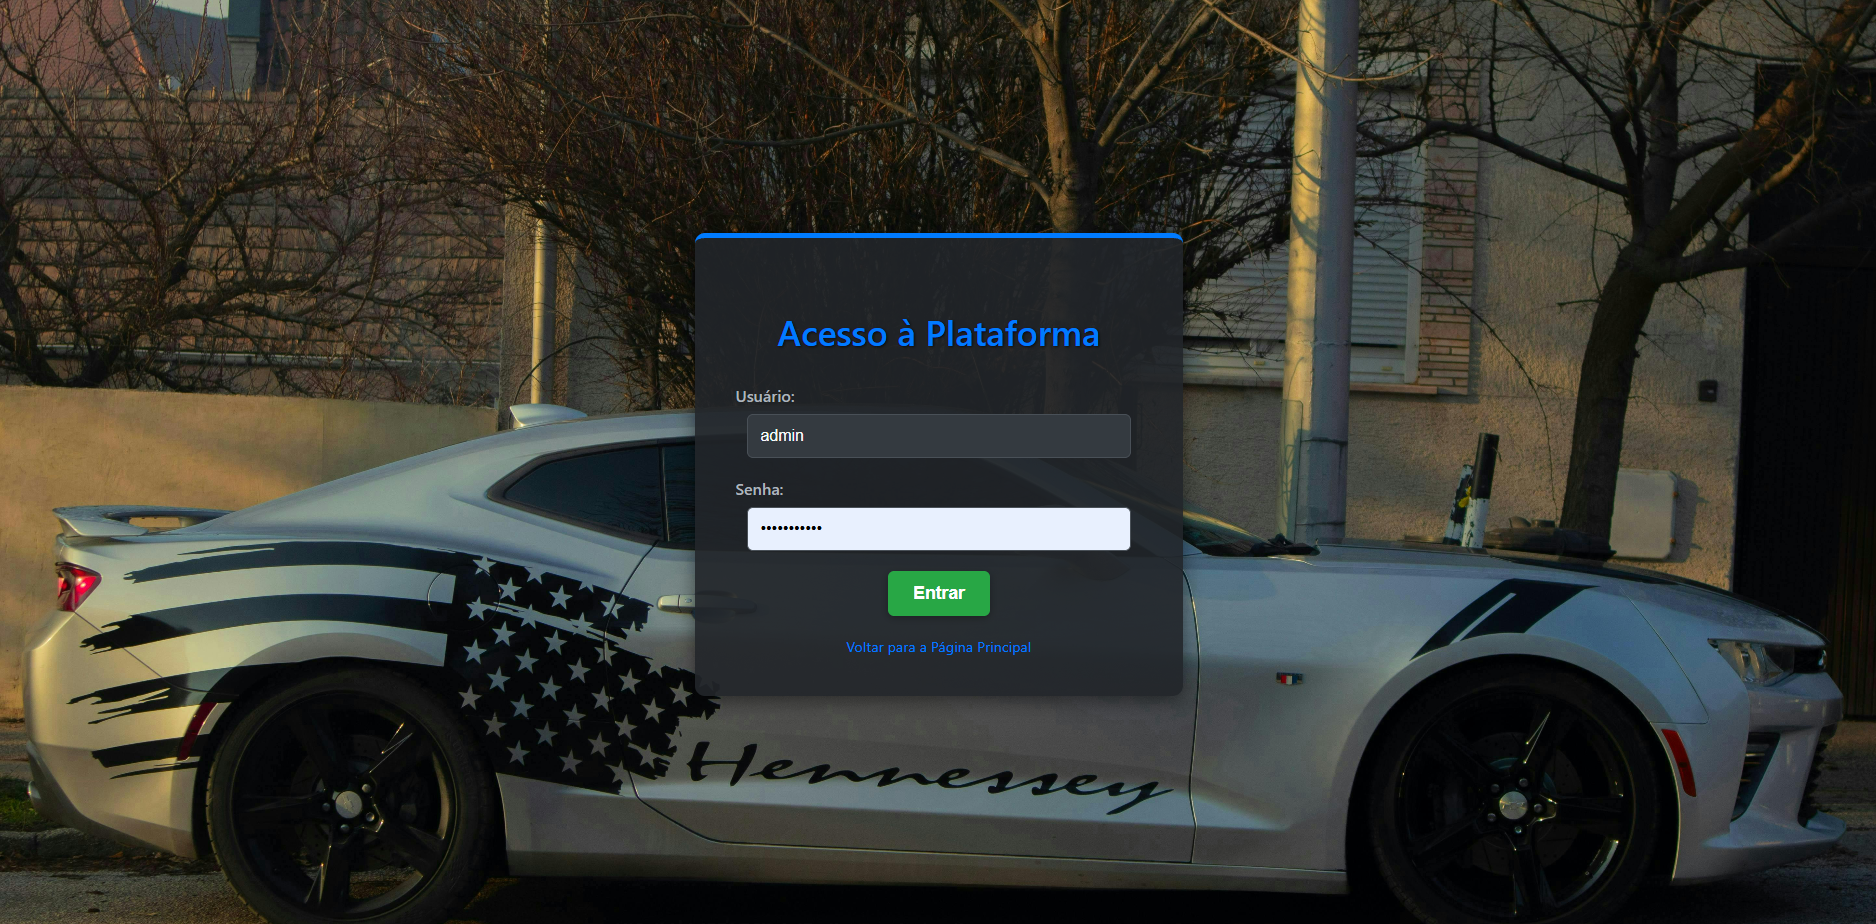 Acesso à Plataforma
Usuário:
admin
Senha:
•••••••••••
Entrar
Voltar para a Página Principal
Hennessey